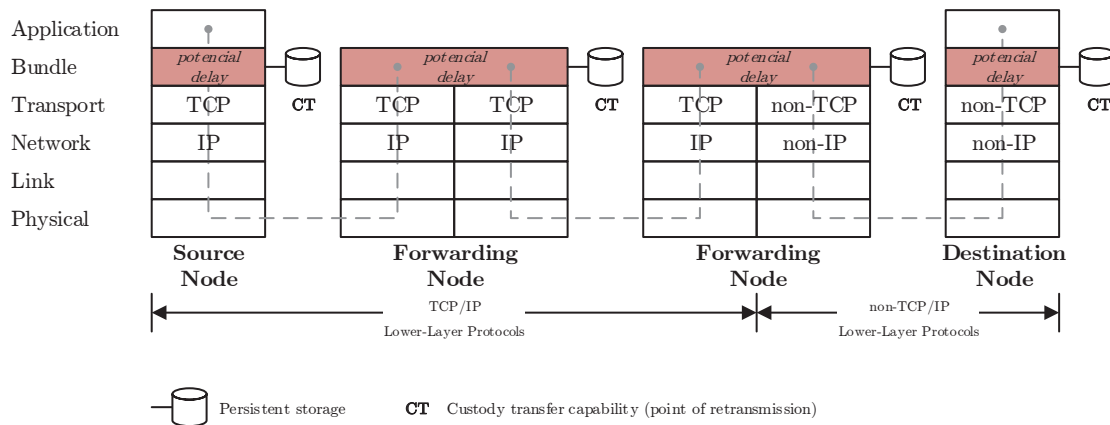 Application
Bundle
potencial
delay
CT
potencial
delay
CT
potencial
delay
CT
potencial
delay
CT
Transport
TCP
TCP
TCP
TCP
non-TCP
non-TCP
Network
IP
IP
IP
IP
non-IP
non-IP
Link
Physical
Source
Node
Forwarding
Node
Forwarding
Node
Destination
Node
TCP/IP
Lower-Layer Protocols
non-TCP/IP
Lower-Layer Protocols
Persistent storage
CT Custody transfer capability (point of retransmission)